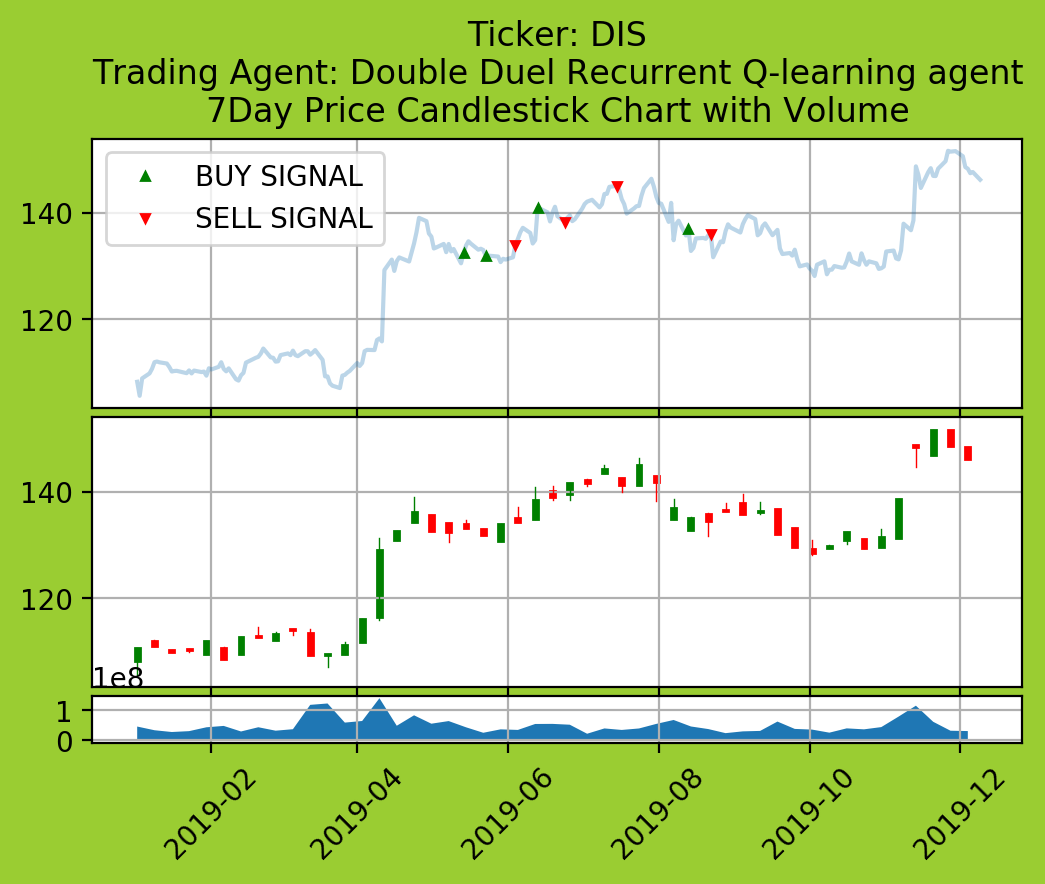 Ticker: DIS
Trading Agent: Double Duel Recurrent Q-learning agent
7Day Price Candlestick Chart with Volume
BUY SIGNAL
SELL SIGNAL
140
120
140
120
1e8
1
0
2019-02
2019-04
2019-06
2019-08
2019-10
2019-12